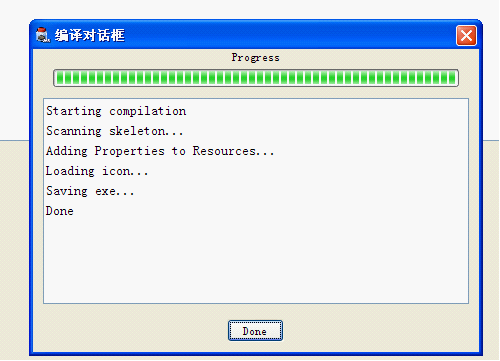 编译对话框
Progress
Starting compilation
Scanning skeleton...
Adding Properties to Resources...
Loading icon...
Saving exe...
Done
Done